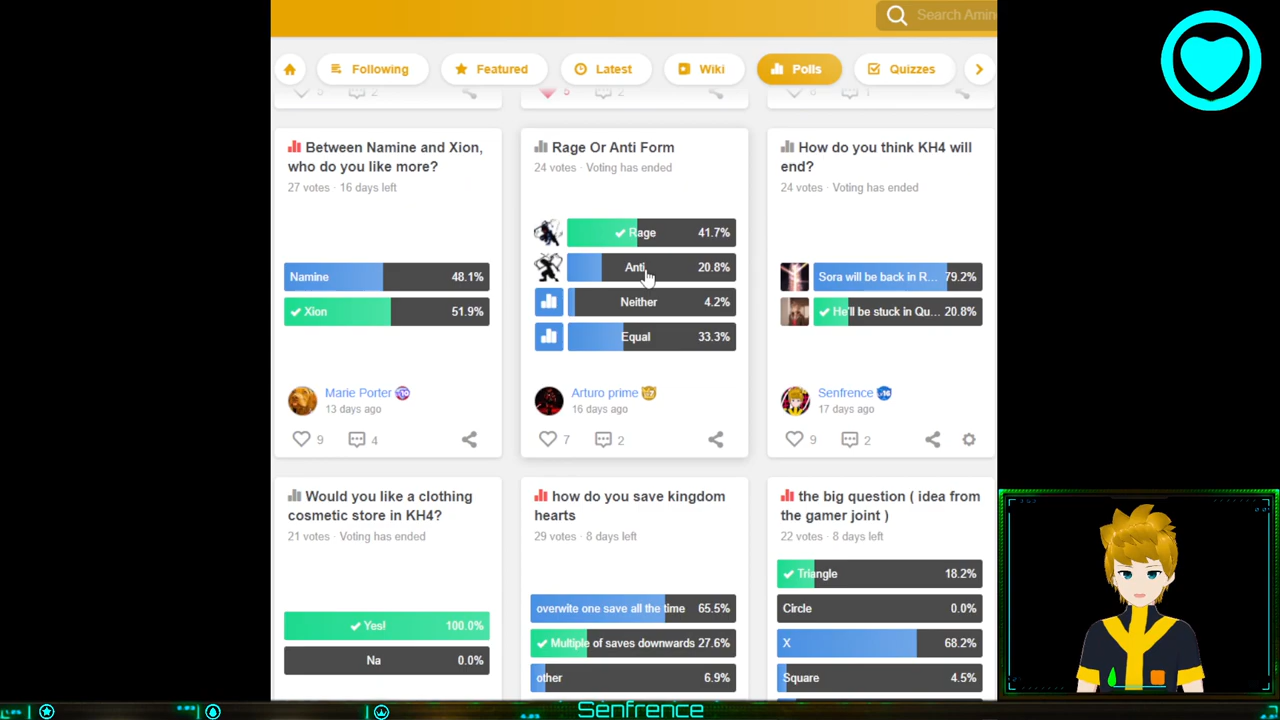 Search Amin
Following
Featured
Latest
Wiki
Polls
Quizzes
2
5
2
1
Between Namine and Xion,
who do you like more?
27 votes · 16 days left
Namine 48.1%
Xion 51.9%
Marie Porter
13 days ago
9 4
Rage Or Anti Form
24 votes · Voting has ended
Rage 41.7%
Anti 20.8%
Neither 4.2%
Equal 33.3%
Arturo prime
16 days ago
7 2
How do you think KH4 will
end?
24 votes · Voting has ended
Sora will be back in R... 79.2%
He'll be stuck in Qu... 20.8%
Senfrence 16
17 days ago
9 2
Would you like a clothing
cosmetic store in KH4?
21 votes · Voting has ended
Yes! 100.0%
Na 0.0%
how do you save kingdom
hearts
29 votes · 8 days left
overwite one save all the time 65.5%
Multiple of saves downwards 27.6%
other 6.9%
the big question ( idea from
the gamer joint )
22 votes · 8 days left
Triangle 18.2%
Circle 0.0%
X 68.2%
Square 4.5%
Senfrence